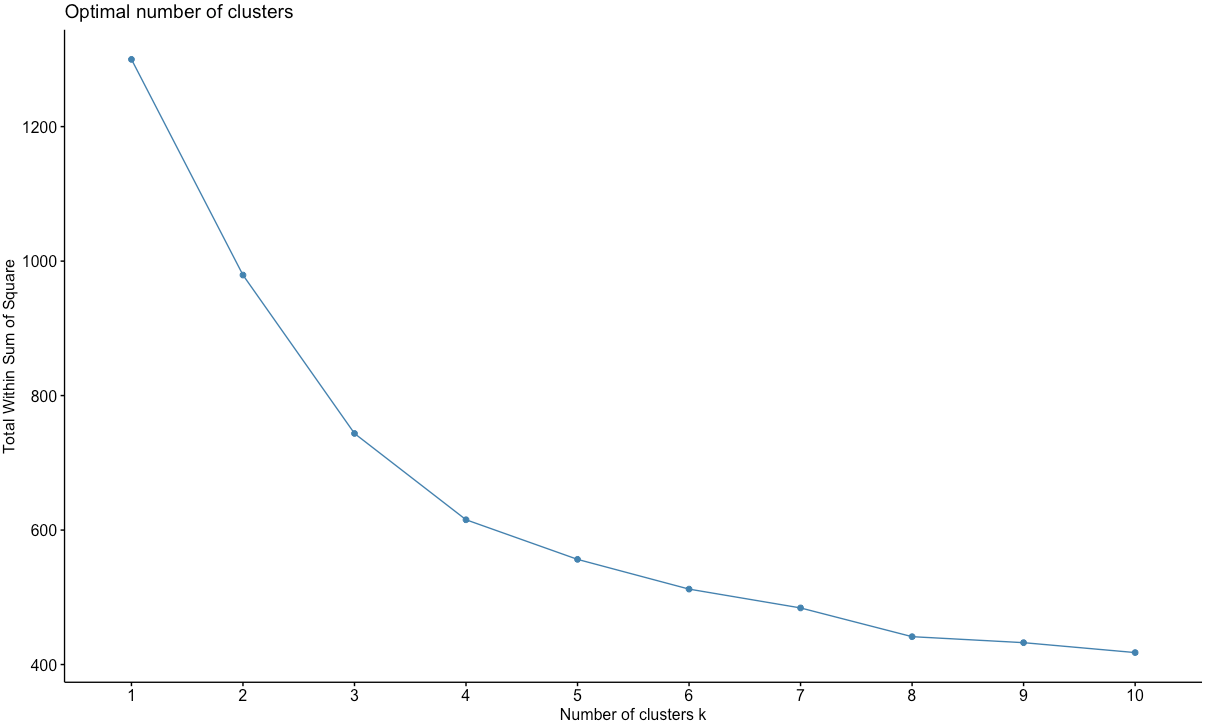 Optimal number of clusters
Total Within Sum of Square
1200
1000
800
600
400
1 2 3 4 5 6 7 8 9 10
Number of clusters k